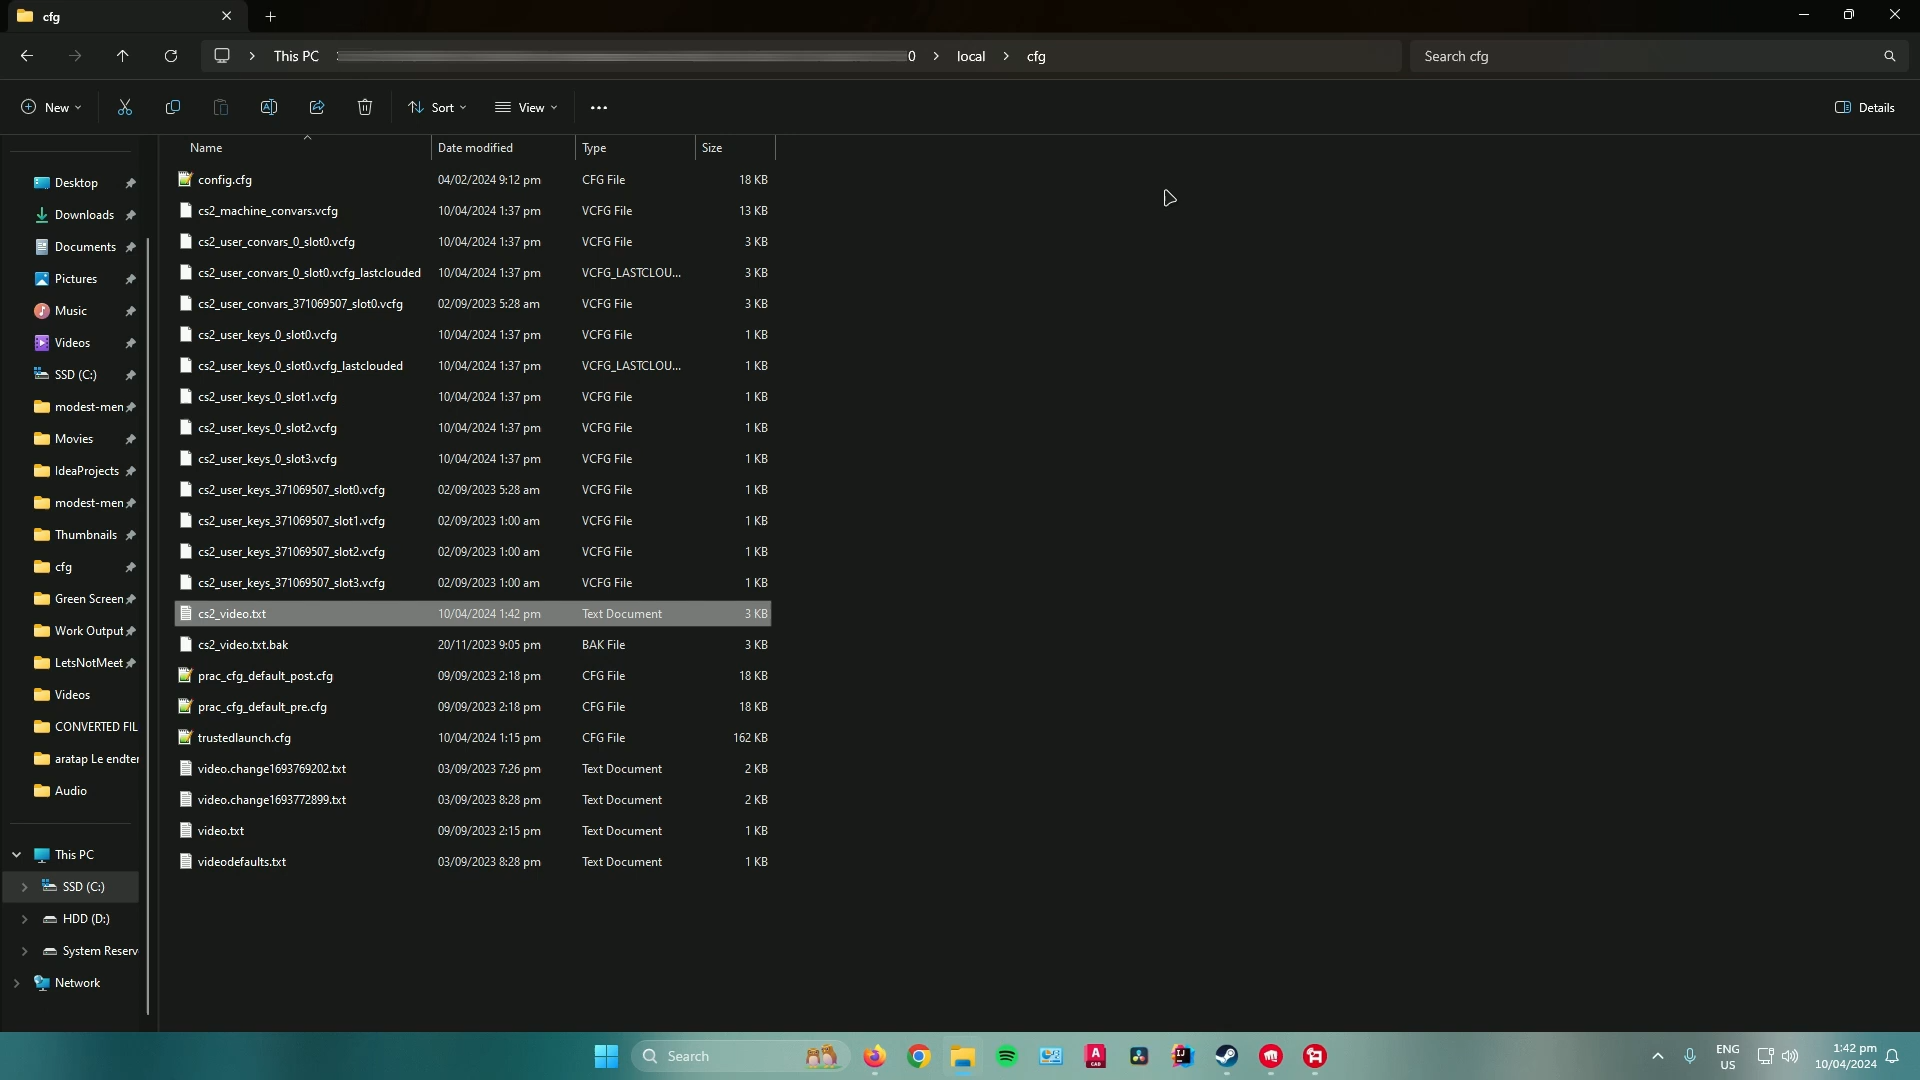 cfg
This PC > 0 > local > cfg
Search cfg
New
Sort
View
Details
Name Date modified Type Size
config.cfg 04/02/2024 9:12 pm CFG File 18 KB
cs2_machine_convars.vcfg 10/04/2024 1:37 pm VCFG File 13 KB
cs2_user_convars_0_slot0.vcfg 10/04/2024 1:37 pm VCFG File 3 KB
cs2_user_convars_0_slot0.vcfg_lastclouded 10/04/2024 1:37 pm VCFG_LASTCLOU... 3 KB
cs2_user_convars_371069507_slot0.vcfg 02/09/2023 5:28 am VCFG File 3 KB
cs2_user_keys_0_slot0.vcfg 10/04/2024 1:37 pm VCFG File 1 KB
cs2_user_keys_0_slot0.vcfg_lastclouded 10/04/2024 1:37 pm VCFG_LASTCLOU... 1 KB
cs2_user_keys_0_slot1.vcfg 10/04/2024 1:37 pm VCFG File 1 KB
cs2_user_keys_0_slot2.vcfg 10/04/2024 1:37 pm VCFG File 1 KB
cs2_user_keys_0_slot3.vcfg 10/04/2024 1:37 pm VCFG File 1 KB
cs2_user_keys_371069507_slot0.vcfg 02/09/2023 5:28 am VCFG File 1 KB
cs2_user_keys_371069507_slot1.vcfg 02/09/2023 1:00 am VCFG File 1 KB
cs2_user_keys_371069507_slot2.vcfg 02/09/2023 1:00 am VCFG File 1 KB
cs2_user_keys_371069507_slot3.vcfg 02/09/2023 1:00 am VCFG File 1 KB
cs2_video.txt 10/04/2024 1:42 pm Text Document 3 KB
cs2_video.txt.bak 20/11/2023 9:05 pm BAK File 3 KB
prac_cfg_default_post.cfg 09/09/2023 2:18 pm CFG File 18 KB
prac_cfg_default_pre.cfg 09/09/2023 2:18 pm CFG File 18 KB
trustedlaunch.cfg 10/04/2024 1:15 pm CFG File 162 KB
video.change1693769202.txt 03/09/2023 7:26 pm Text Document 2 KB
video.change1693772899.txt 03/09/2023 8:28 pm Text Document 2 KB
video.txt 09/09/2023 2:15 pm Text Document 1 KB
videodefaults.txt 03/09/2023 8:28 pm Text Document 1 KB
Desktop
Downloads
Documents
Pictures
Music
Videos
SSD (C:)
modest-men
Movies
IdeaProjects
modest-men
Thumbnails
cfg
Green Screen
Work Output
LetsNotMeet
Videos
CONVERTED FIL
aratap Le endter
Audio
This PC
SSD (C:)
HDD (D:)
System Reserv
Network
Search
ENG
US
1:42 pm
10/04/2024